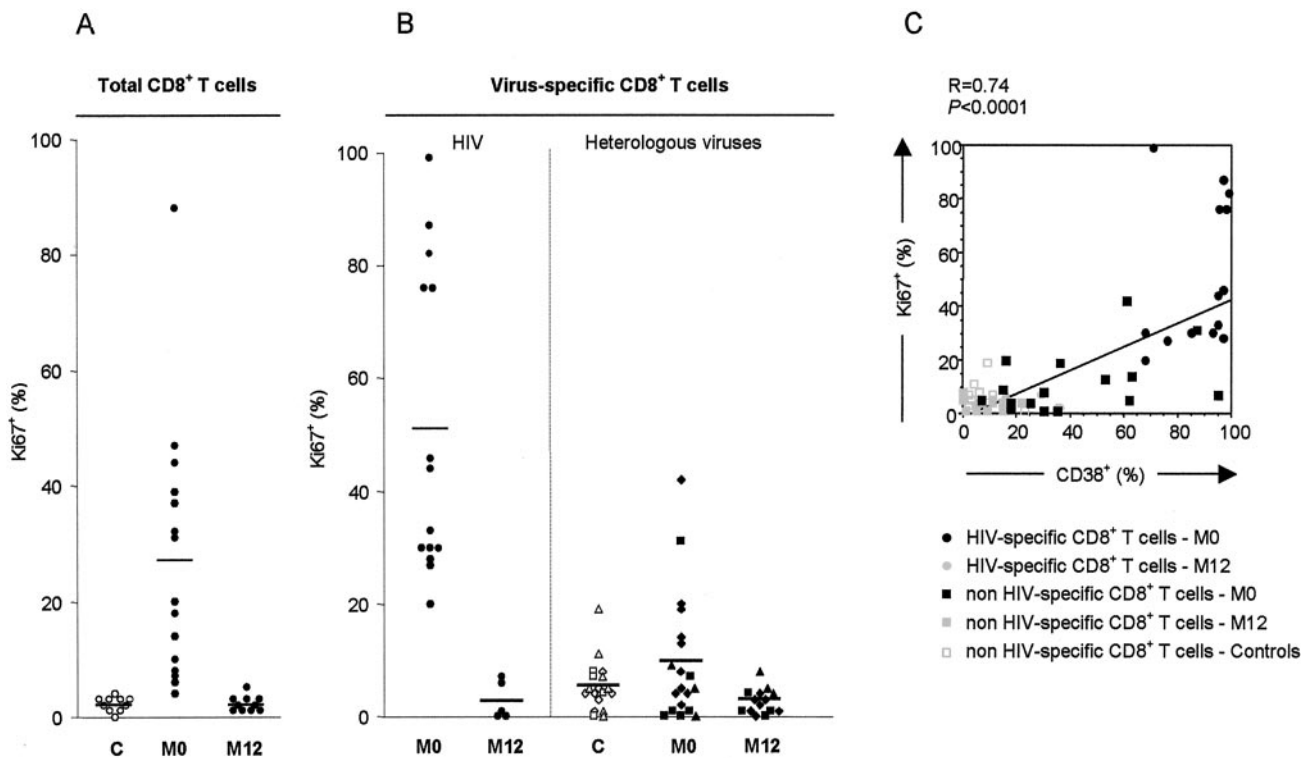 A
Total CD8+ T cells
Ki67+ (%)
100
80
60
40
20
0
C M0 M12
B
Virus-specific CD8+ T cells
HIV Heterologous viruses
Ki67+ (%)
100
80
60
40
20
0
M0 M12 C M0 M12
C
R=0.74
P<0.0001
Ki67+ (%)
100
80
60
40
20
0
0 20 40 60 80 100
CD38+ (%)
HIV-specific CD8+ T cells - M0
HIV-specific CD8+ T cells - M12
non HIV-specific CD8+ T cells - M0
non HIV-specific CD8+ T cells - M12
non HIV-specific CD8+ T cells - Controls